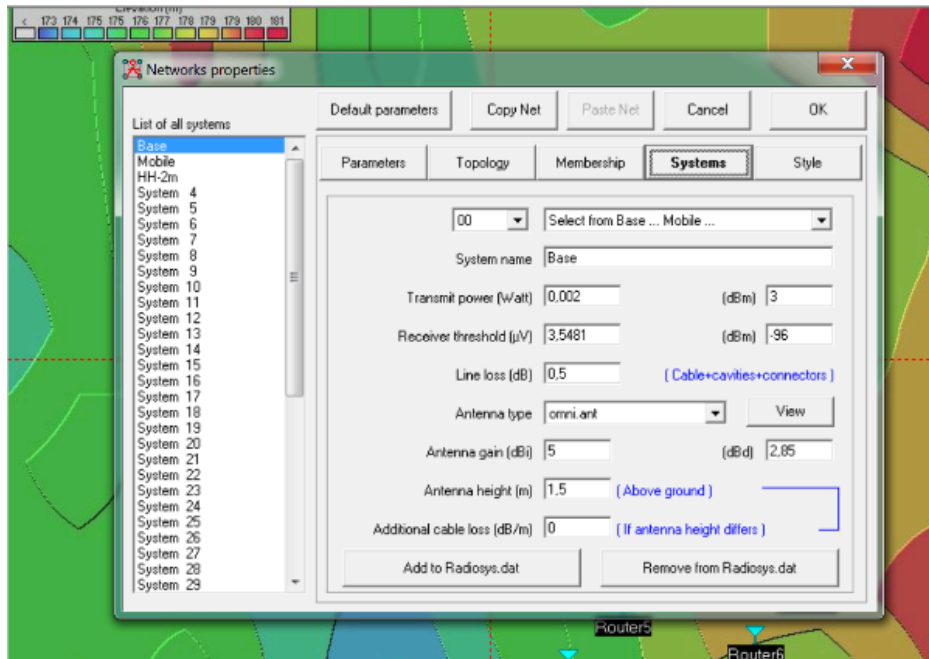 Elevation (m)
< 173 174 175 175 176 177 178 179 179 180 181
Networks properties
Default parameters Copy Net Paste Net Cancel OK
List of all systems
Parameters Topology Membership Systems Style
Base
Mobile
HH-2m
System 4
System 5
System 6
System 7
System 8
System 9
System 10
System 11
System 12
System 13
System 14
System 15
System 16
System 17
System 18
System 19
System 20
System 21
System 22
System 23
System 24
System 25
System 26
System 27
System 28
System 29
00 Select from Base ... Mobile ...
System name Base
Transmit power (Watt) 0,002 (dBm) 3
Receiver threshold (µV) 3,5481 (dBm) -96
Line loss (dB) 0,5 ( Cable+cavities+connectors )
Antenna type omni.ant View
Antenna gain (dBi) 5 (dBd) 2,85
Antenna height (m) 1,5 ( Above ground )
Additional cable loss (dB/m) 0 ( If antenna height differs )
Add to Radiosys.dat Remove from Radiosys.dat
Router5
Router6